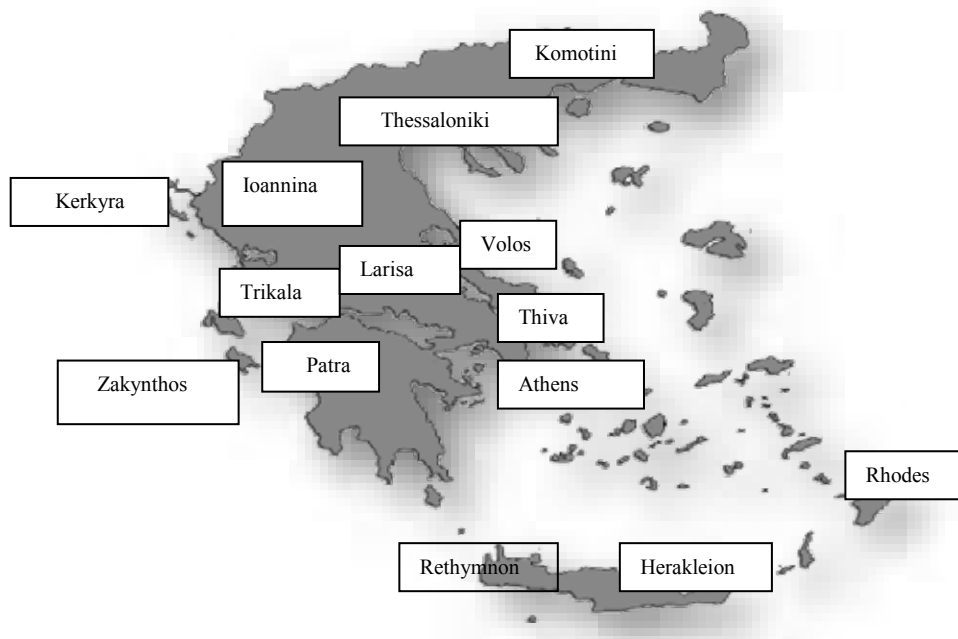 Komotini
Thessaloniki
Ioannina
Kerkyra
Volos
Larisa
Trikala
Thiva
Patra
Zakynthos
Athens
Rhodes
Rethymnon
Herakleion